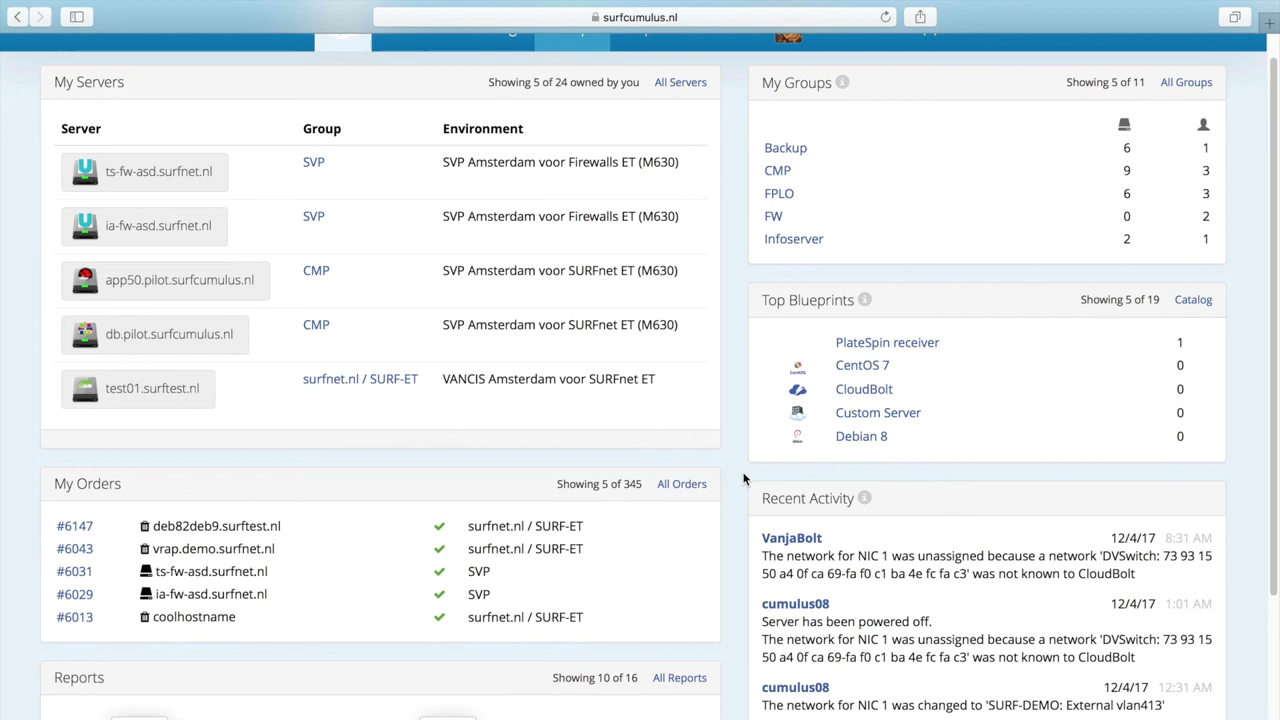 surfcumulus.nl
My Servers Showing 5 of 24 owned by you All Servers
Server Group Environment
ts-fw-asd.surfnet.nl SVP SVP Amsterdam voor Firewalls ET (M630)
ia-fw-asd.surfnet.nl SVP SVP Amsterdam voor Firewalls ET (M630)
app50.pilot.surfcumulus.nl CMP SVP Amsterdam voor SURFnet ET (M630)
db.pilot.surfcumulus.nl CMP SVP Amsterdam voor SURFnet ET (M630)
test01.surftest.nl surfnet.nl / SURF-ET VANCIS Amsterdam voor SURFnet ET
My Orders Showing 5 of 345 All Orders
#6147 deb82deb9.surftest.nl surfnet.nl / SURF-ET
#6043 vrap.demo.surfnet.nl surfnet.nl / SURF-ET
#6031 ts-fw-asd.surfnet.nl SVP
#6029 ia-fw-asd.surfnet.nl SVP
#6013 coolhostname surfnet.nl / SURF-ET
Reports Showing 10 of 16 All Reports
My Groups Showing 5 of 11 All Groups
Backup 6 1
CMP 9 3
FPLO 6 3
FW 0 2
Infoserver 2 1
Top Blueprints Showing 5 of 19 Catalog
PlateSpin receiver 1
CentOS 7 0
CloudBolt 0
Custom Server 0
Debian 8 0
Recent Activity
VanjaBolt 12/4/17 8:31 AM
The network for NIC 1 was unassigned because a network 'DVSwitch: 73 93 15
50 a4 0f ca 69-fa f0 c1 ba 4e fc fa c3' was not known to CloudBolt
cumulus08 12/4/17 1:01 AM
Server has been powered off.
The network for NIC 1 was unassigned because a network 'DVSwitch: 73 93 15
50 a4 0f ca 69-fa f0 c1 ba 4e fc fa c3' was not known to CloudBolt
cumulus08 12/4/17 12:31 AM
The network for NIC 1 was changed to 'SURF-DEMO: External vlan413'